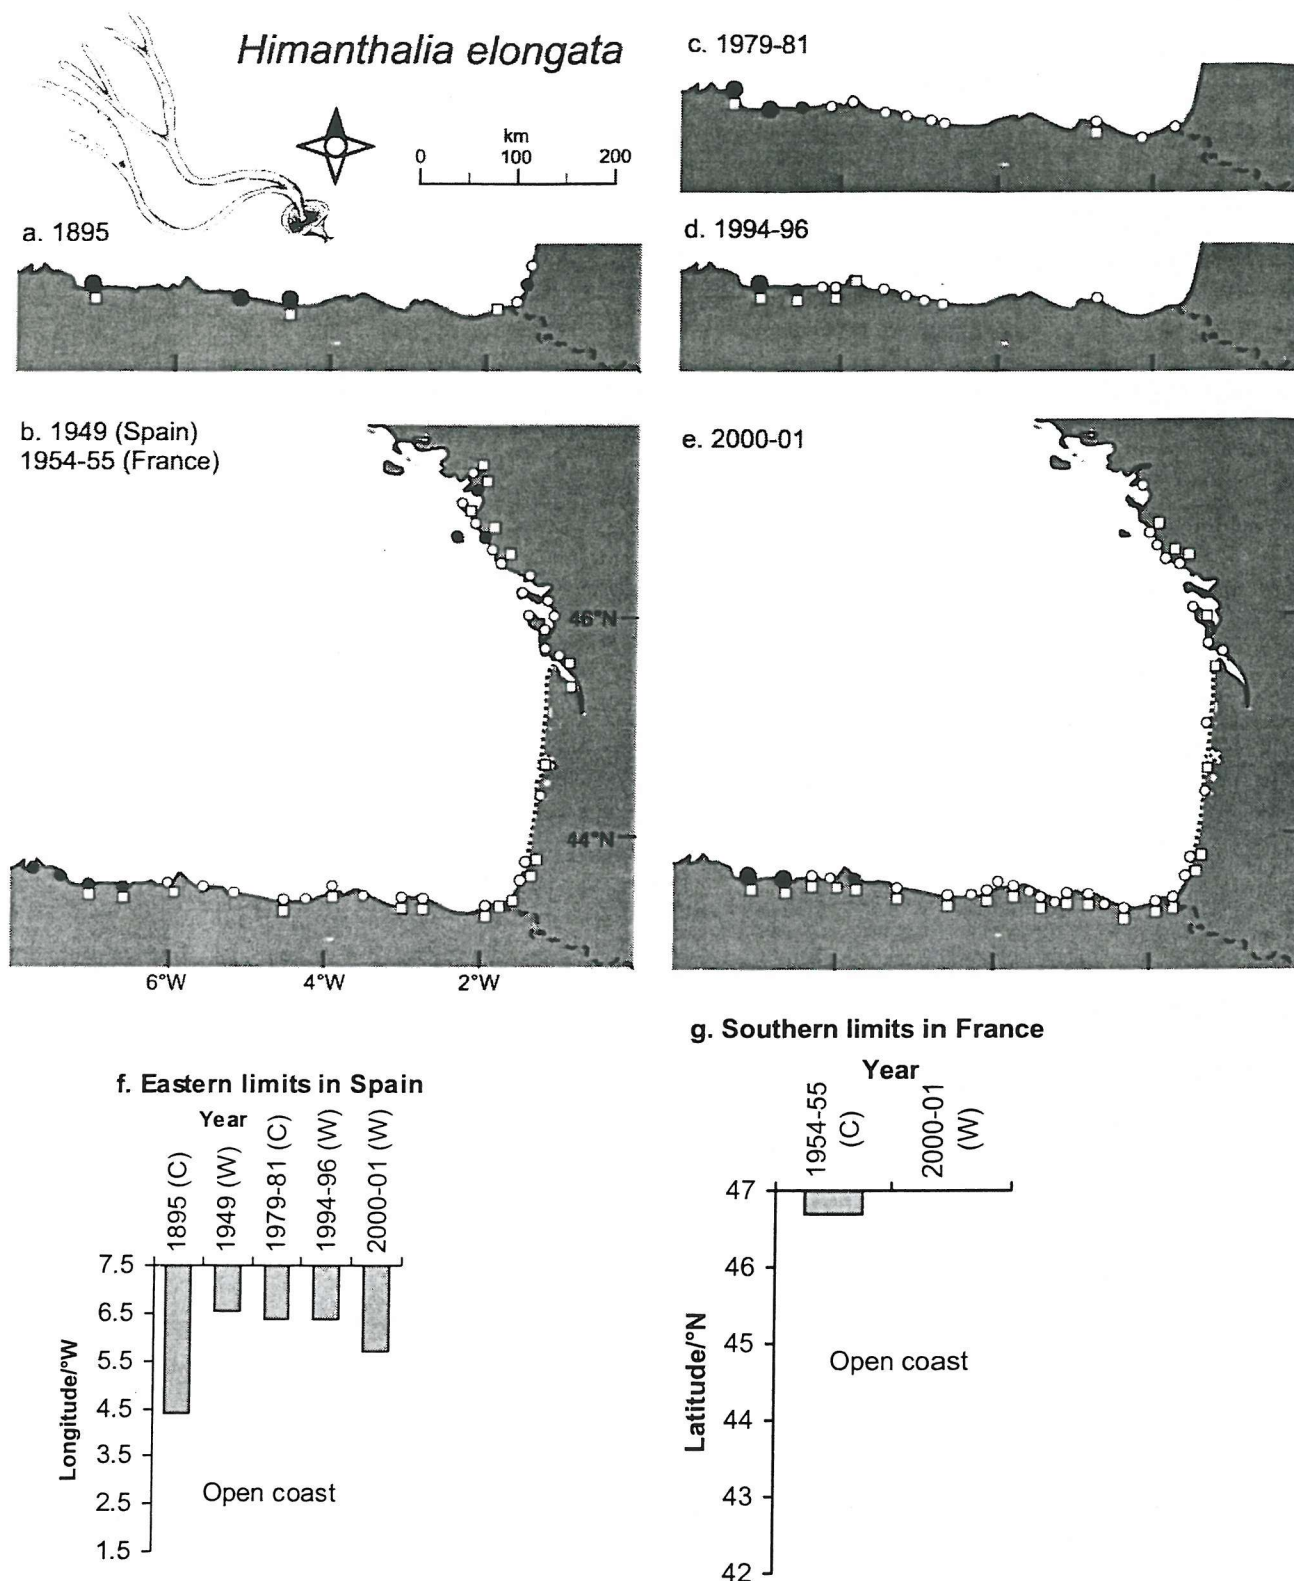 Himanthalia elongata
km
0 100 200
a. 1895
b. 1949 (Spain)
1954-55 (France)
46°N
44°N
6°W 4°W 2°W
c. 1979-81
d. 1994-96
e. 2000-01
f. Eastern limits in Spain
Year
1895 (C)
1949 (W)
1979-81 (C)
1994-96 (W)
2000-01 (W)
7.5
6.5
5.5
4.5
3.5
2.5
1.5
Longitude/°W
Open coast
g. Southern limits in France
Year
1954-55
(C)
2000-01
(W)
47
46
45
44
43
42
Latitude/°N
Open coast